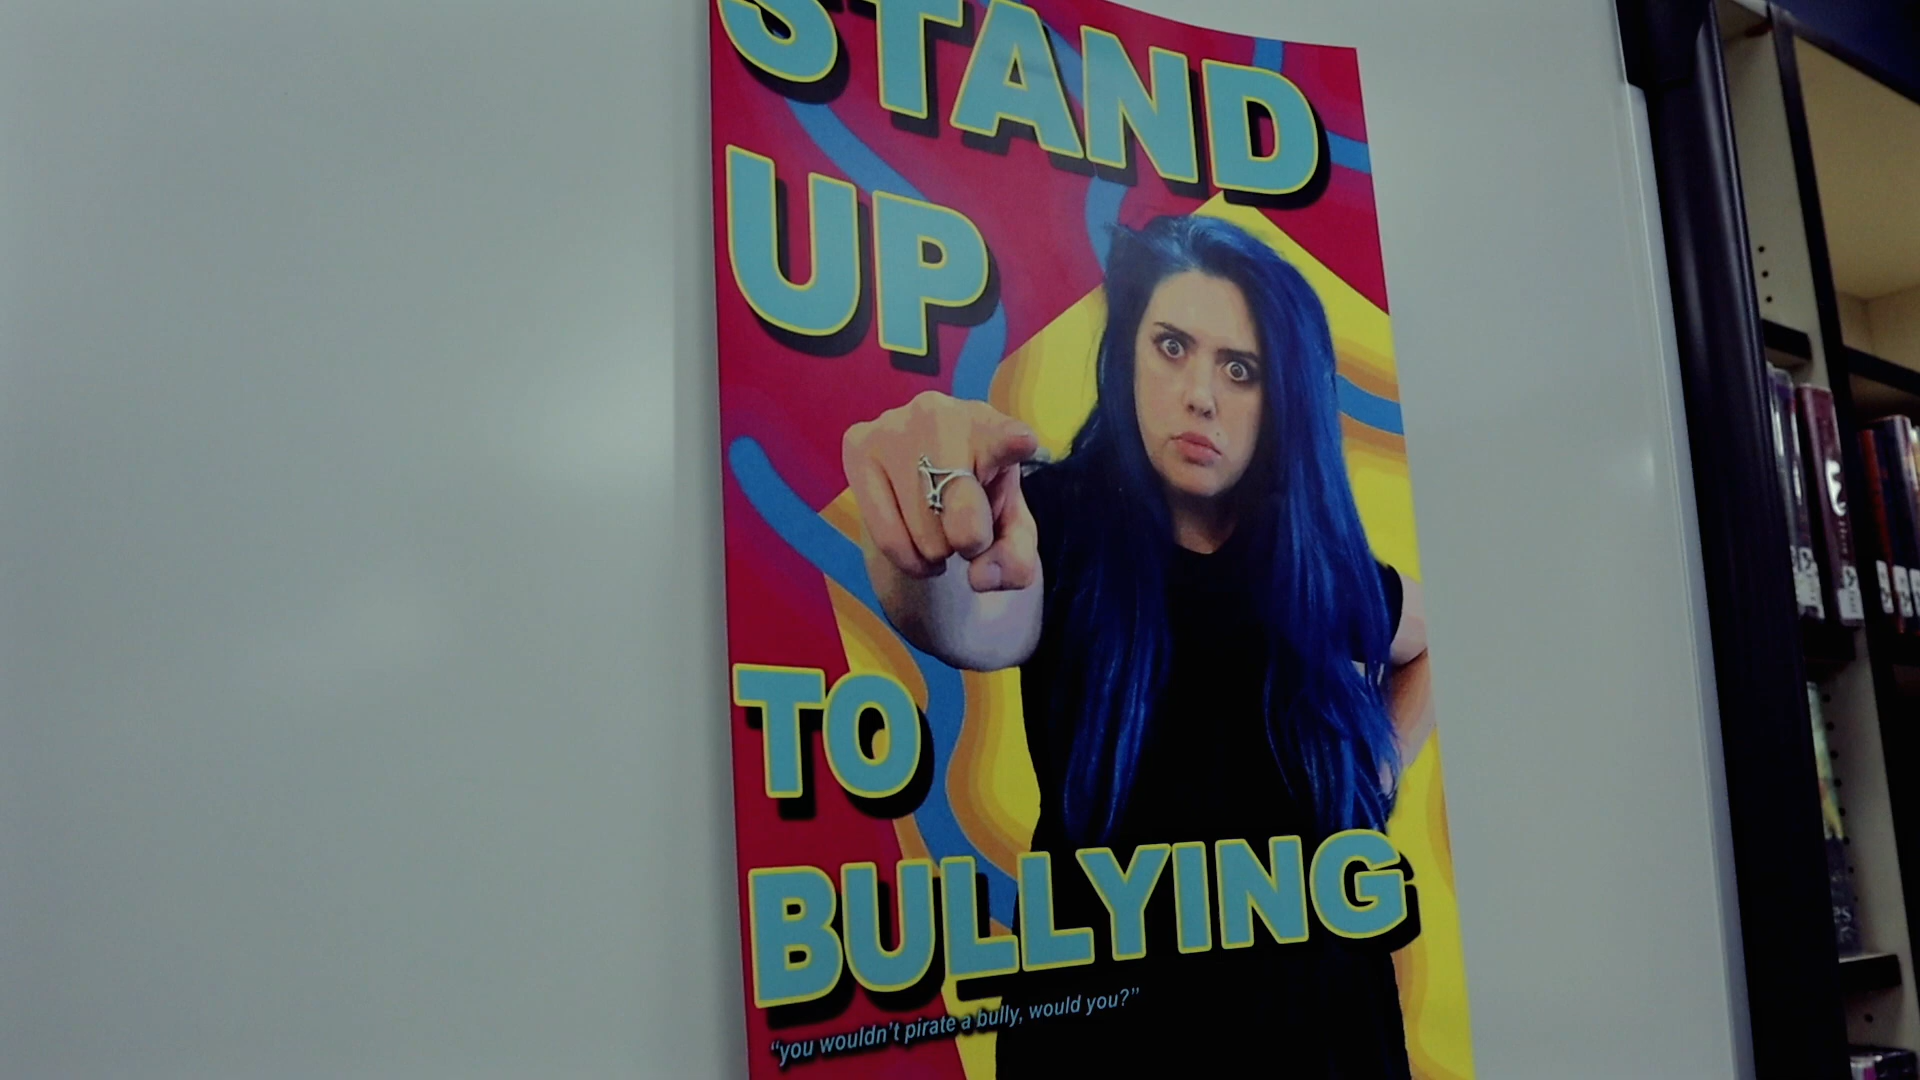 STAND
UP
TO
BULLYING
“you wouldn’t pirate a bully, would you?”